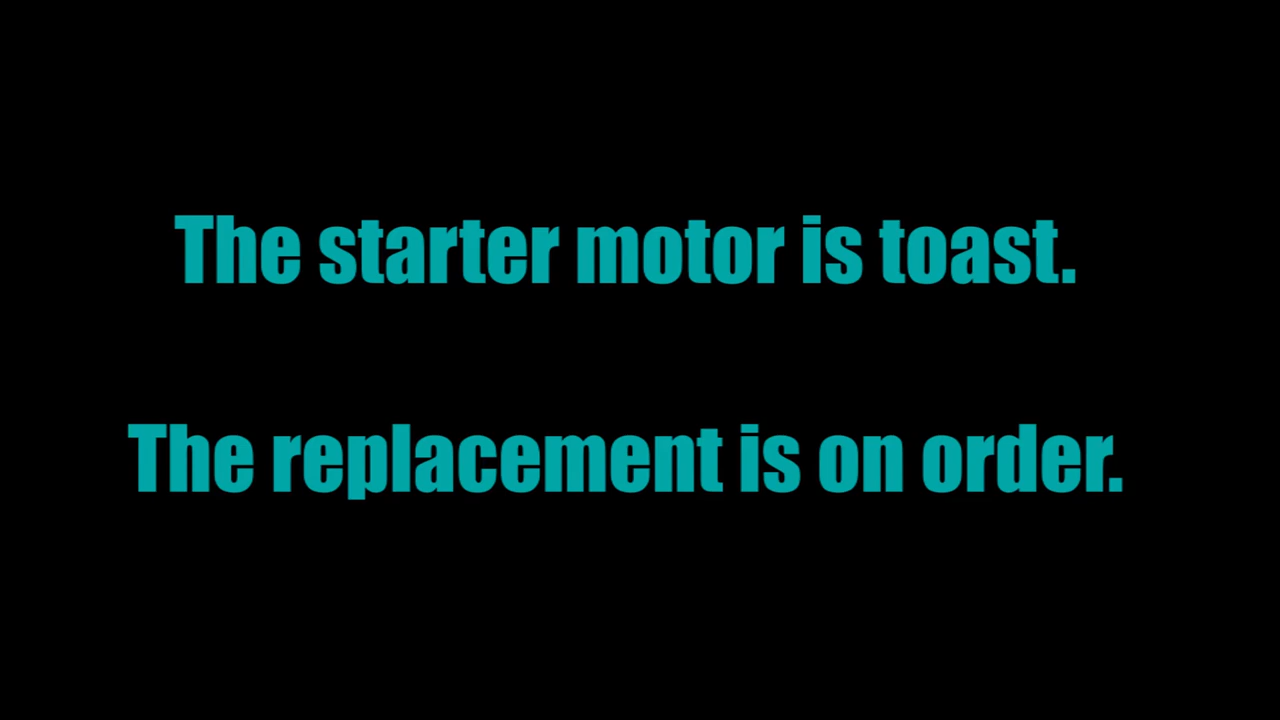 The starter motor is toast.
The replacement is on order.